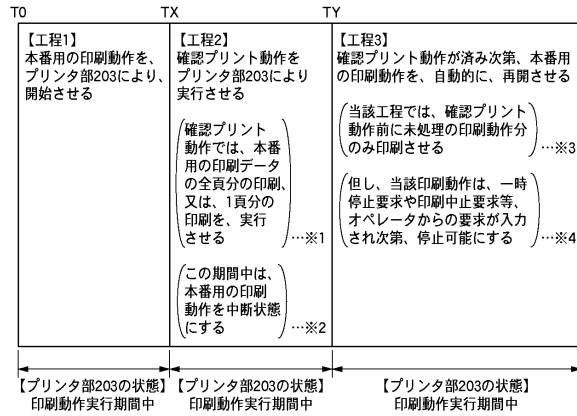 T0 TX TY
【工程1】
本番用の印刷動作を、
プリンタ部203により、
開始させる
【工程2】
確認プリント動作を
プリンタ部203により
実行させる
確認プリント
動作では、本番
用の印刷データ
の全頁分の印刷、
又は、1頁分の
印刷を、実行
させる …※1
この期間中は、
本番用の印刷
動作を中断状態
にする …※2
【工程3】
確認プリント動作が済み次第、本番用
の印刷動作を、自動的に、再開させる
当該工程では、確認プリント
動作前に未処理の印刷動作分
のみ印刷させる …※3
但し、当該印刷動作は、一時
停止要求や印刷中止要求等、
オペレータからの要求が入力
され次第、停止可能にする …※4
【プリンタ部203の状態】
印刷動作実行期間中
【プリンタ部203の状態】
印刷動作実行期間中
【プリンタ部203の状態】
印刷動作実行期間中